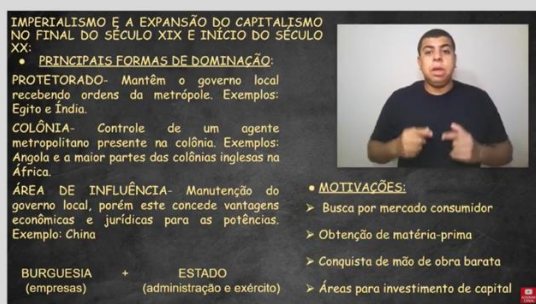 IMPERIALISMO E A EXPANSÃO DO CAPITALISMO
NO FINAL DO SÉCULO XIX E INÍCIO DO SÉCULO
XX:
• PRINCIPAIS FORMAS DE DOMINAÇÃO:
PROTETORADO- Mantêm o governo local
recebendo ordens da metrópole. Exemplos:
Egito e Índia.
COLÔNIA- Controle de um agente
metropolitano presente na colônia. Exemplos:
Angola e a maior partes das colônias inglesas na
África.
ÁREA DE INFLUÊNCIA- Manutenção do
governo local, porém este concede vantagens
econômicas e jurídicas para as potências.
Exemplo: China
BURGUESIA + ESTADO
(empresas) (administração e exército)
• MOTIVAÇÕES:
➢ Busca por mercado consumidor
➢ Obtenção de matéria-prima
➢ Conquista de mão de obra barata
➢ Áreas para investimento de capital